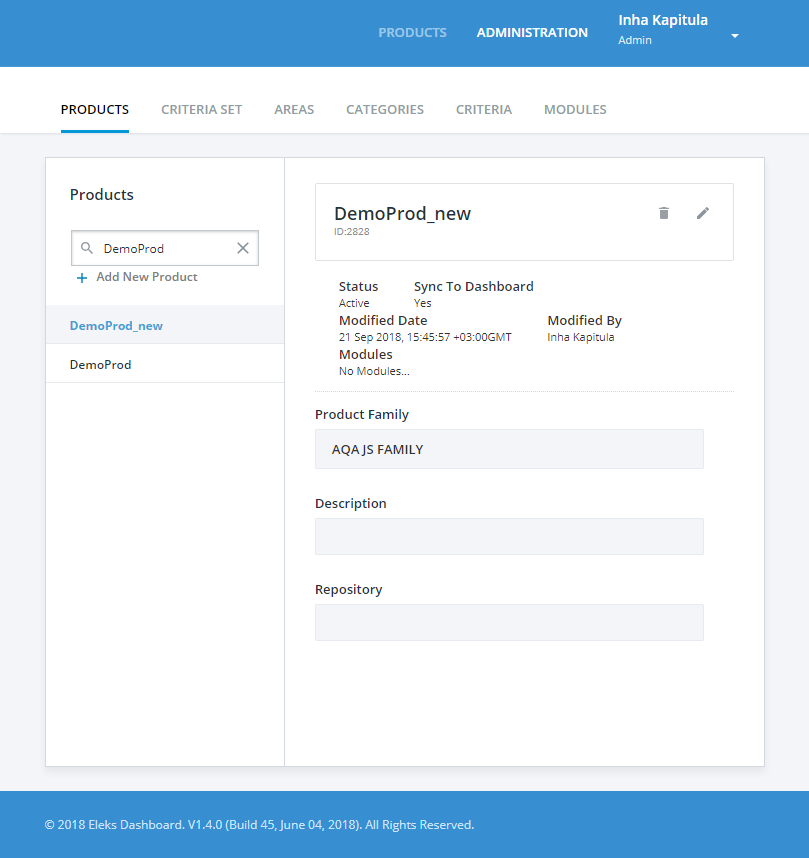 PRODUCTS ADMINISTRATION Inha Kapitula
Admin
PRODUCTS CRITERIA SET AREAS CATEGORIES CRITERIA MODULES
Products
DemoProd
Add New Product
DemoProd_new
DemoProd
DemoProd_new
ID:2828
Status Sync To Dashboard
Active Yes
Modified Date Modified By
21 Sep 2018, 15:45:57 +03:00GMT Inha Kapitula
Modules
No Modules...
Product Family
AQA JS FAMILY
Description
Repository
© 2018 Eleks Dashboard. V1.4.0 (Build 45, June 04, 2018). All Rights Reserved.